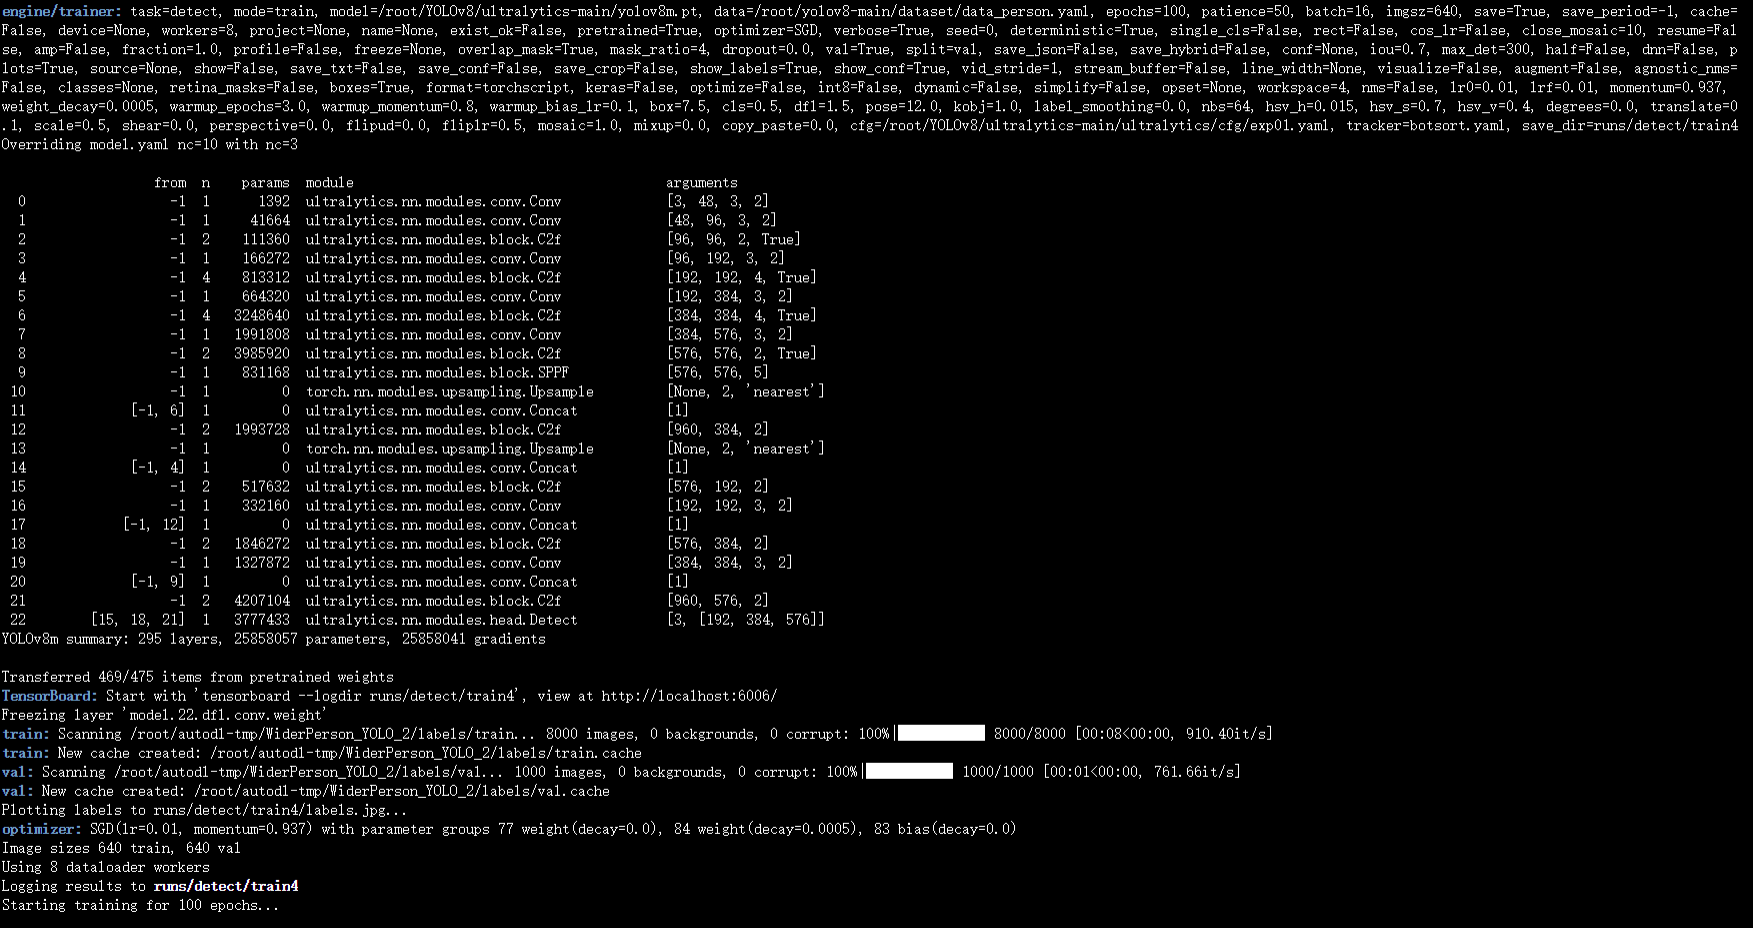 engine/trainer: task=detect, mode=train, model=/root/YOLOv8/ultralytics-main/yolov8m.pt, data=/root/yolov8-main/dataset/data_person.yaml, epochs=100, patience=50, batch=16, imgsz=640, save=True, save_period=-1, cache=
False, device=None, workers=8, project=None, name=None, exist_ok=False, pretrained=True, optimizer=SGD, verbose=True, seed=0, deterministic=True, single_cls=False, rect=False, cos_lr=False, close_mosaic=10, resume=Fal
se, amp=False, fraction=1.0, profile=False, freeze=None, overlap_mask=True, mask_ratio=4, dropout=0.0, val=True, split=val, save_json=False, save_hybrid=False, conf=None, iou=0.7, max_det=300, half=False, dnn=False, p
lots=True, source=None, show=False, save_txt=False, save_conf=False, save_crop=False, show_labels=True, show_conf=True, vid_stride=1, stream_buffer=False, line_width=None, visualize=False, augment=False, agnostic_nms=
False, classes=None, retina_masks=False, boxes=True, format=torchscript, keras=False, optimize=False, int8=False, dynamic=False, simplify=False, opset=None, workspace=4, nms=False, lr0=0.01, lrf=0.01, momentum=0.937,
weight_decay=0.0005, warmup_epochs=3.0, warmup_momentum=0.8, warmup_bias_lr=0.1, box=7.5, cls=0.5, dfl=1.5, pose=12.0, kobj=1.0, label_smoothing=0.0, nbs=64, hsv_h=0.015, hsv_s=0.7, hsv_v=0.4, degrees=0.0, translate=0
.1, scale=0.5, shear=0.0, perspective=0.0, flipud=0.0, fliplr=0.5, mosaic=1.0, mixup=0.0, copy_paste=0.0, cfg=/root/YOLOv8/ultralytics-main/ultralytics/cfg/exp01.yaml, tracker=botsort.yaml, save_dir=runs/detect/train4
Overriding model.yaml nc=10 with nc=3
from n params module arguments
0 -1 1 1392 ultralytics.nn.modules.conv.Conv [3, 48, 3, 2]
1 -1 1 41664 ultralytics.nn.modules.conv.Conv [48, 96, 3, 2]
2 -1 2 111360 ultralytics.nn.modules.block.C2f [96, 96, 2, True]
3 -1 1 166272 ultralytics.nn.modules.conv.Conv [96, 192, 3, 2]
4 -1 4 813312 ultralytics.nn.modules.block.C2f [192, 192, 4, True]
5 -1 1 664320 ultralytics.nn.modules.conv.Conv [192, 384, 3, 2]
6 -1 4 3248640 ultralytics.nn.modules.block.C2f [384, 384, 4, True]
7 -1 1 1991808 ultralytics.nn.modules.conv.Conv [384, 576, 3, 2]
8 -1 2 3985920 ultralytics.nn.modules.block.C2f [576, 576, 2, True]
9 -1 1 831168 ultralytics.nn.modules.block.SPPF [576, 576, 5]
10 -1 1 0 torch.nn.modules.upsampling.Upsample [None, 2, 'nearest']
11 [-1, 6] 1 0 ultralytics.nn.modules.conv.Concat [1]
12 -1 2 1993728 ultralytics.nn.modules.block.C2f [960, 384, 2]
13 -1 1 0 torch.nn.modules.upsampling.Upsample [None, 2, 'nearest']
14 [-1, 4] 1 0 ultralytics.nn.modules.conv.Concat [1]
15 -1 2 517632 ultralytics.nn.modules.block.C2f [576, 192, 2]
16 -1 1 332160 ultralytics.nn.modules.conv.Conv [192, 192, 3, 2]
17 [-1, 12] 1 0 ultralytics.nn.modules.conv.Concat [1]
18 -1 2 1846272 ultralytics.nn.modules.block.C2f [576, 384, 2]
19 -1 1 1327872 ultralytics.nn.modules.conv.Conv [384, 384, 3, 2]
20 [-1, 9] 1 0 ultralytics.nn.modules.conv.Concat [1]
21 -1 2 4207104 ultralytics.nn.modules.block.C2f [960, 576, 2]
22 [15, 18, 21] 1 3777433 ultralytics.nn.modules.head.Detect [3, [192, 384, 576]]
YOLOv8m summary: 295 layers, 25858057 parameters, 25858041 gradients
Transferred 469/475 items from pretrained weights
TensorBoard: Start with 'tensorboard --logdir runs/detect/train4', view at http://localhost:6006/
Freezing layer 'model.22.dfl.conv.weight'
train: Scanning /root/autodl-tmp/WiderPerson_YOLO_2/labels/train... 8000 images, 0 backgrounds, 0 corrupt: 100%| 8000/8000 [00:08<00:00, 910.40it/s]
train: New cache created: /root/autodl-tmp/WiderPerson_YOLO_2/labels/train.cache
val: Scanning /root/autodl-tmp/WiderPerson_YOLO_2/labels/val... 1000 images, 0 backgrounds, 0 corrupt: 100%| 1000/1000 [00:01<00:00, 761.66it/s]
val: New cache created: /root/autodl-tmp/WiderPerson_YOLO_2/labels/val.cache
Plotting labels to runs/detect/train4/labels.jpg...
optimizer: SGD(lr=0.01, momentum=0.937) with parameter groups 77 weight(decay=0.0), 84 weight(decay=0.0005), 83 bias(decay=0.0)
Image sizes 640 train, 640 val
Using 8 dataloader workers
Logging results to runs/detect/train4
Starting training for 100 epochs...